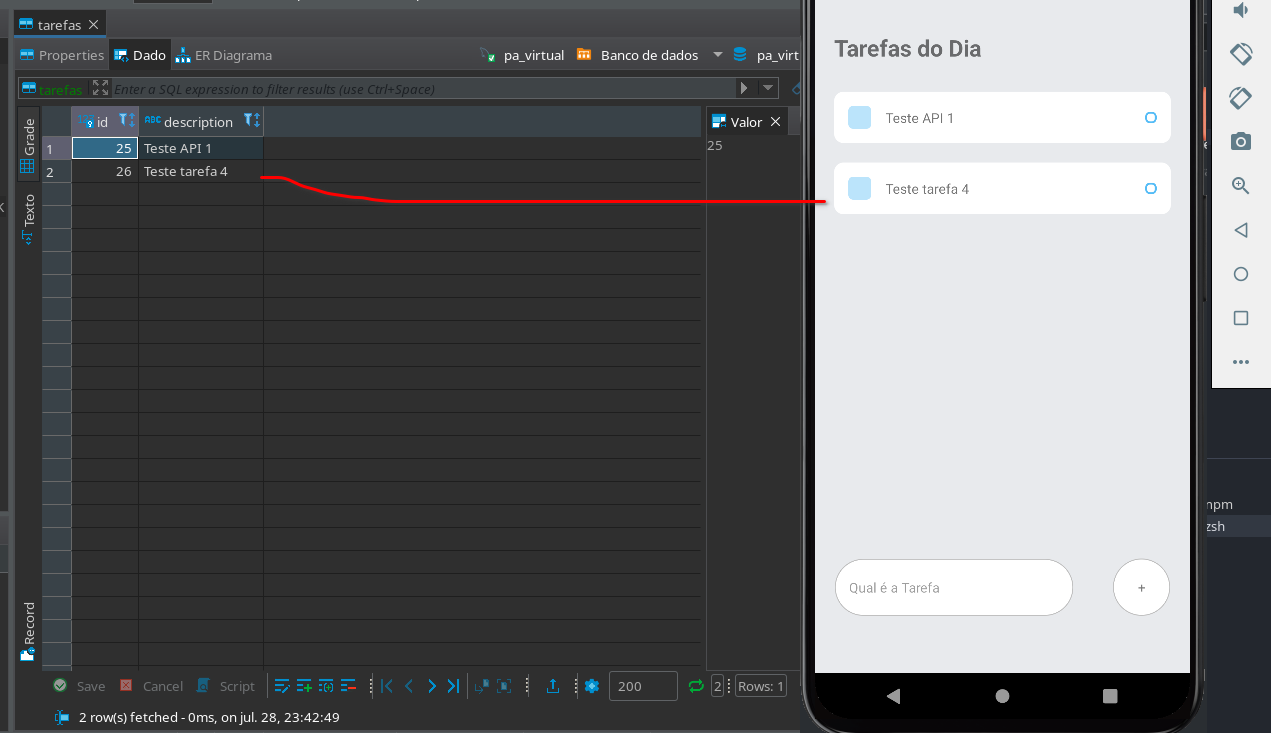 tarefas
Properties
Dado
ER Diagrama
pa_virtual
Banco de dados
pa_virt
tarefas
Enter a SQL expression to filter results (use Ctrl+Space)
Grade
Texto
Record
id
ABC description
1
25
Teste API 1
2
26
Teste tarefa 4
Valor
25
Save
Cancel
Script
200
2
Rows: 1
2 row(s) fetched - 0ms, on jul. 28, 23:42:49
Tarefas do Dia
Teste API 1
Teste tarefa 4
Qual é a Tarefa
+
npm
zsh